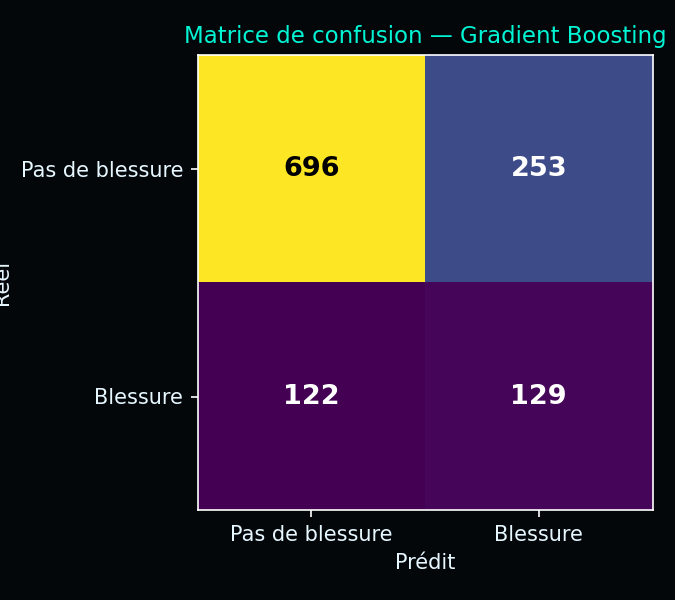 Matrice de confusion — Gradient Boosting
Pas de blessure
696
253
Réel
Blessure
122
129
Pas de blessure
Blessure
Prédit